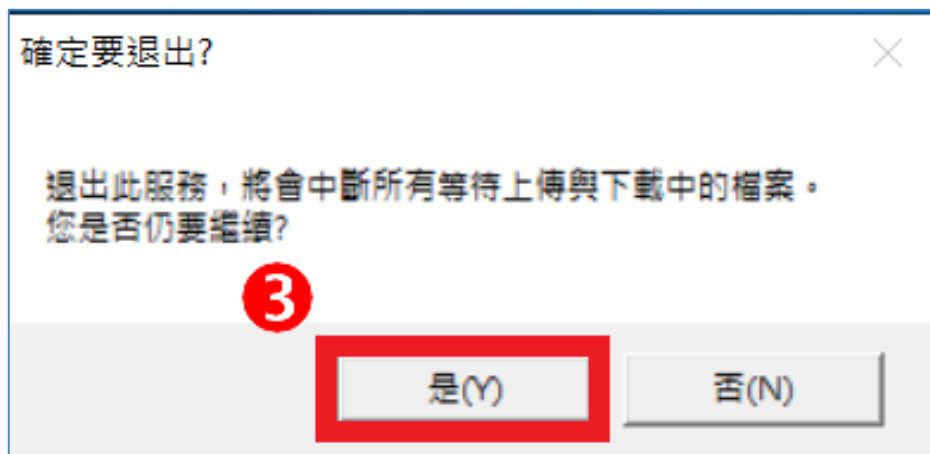 確定要退出?
退出此服務，將會中斷所有等待上傳與下載中的檔案。
您是否仍要繼續?
3
是(Y)
否(N)